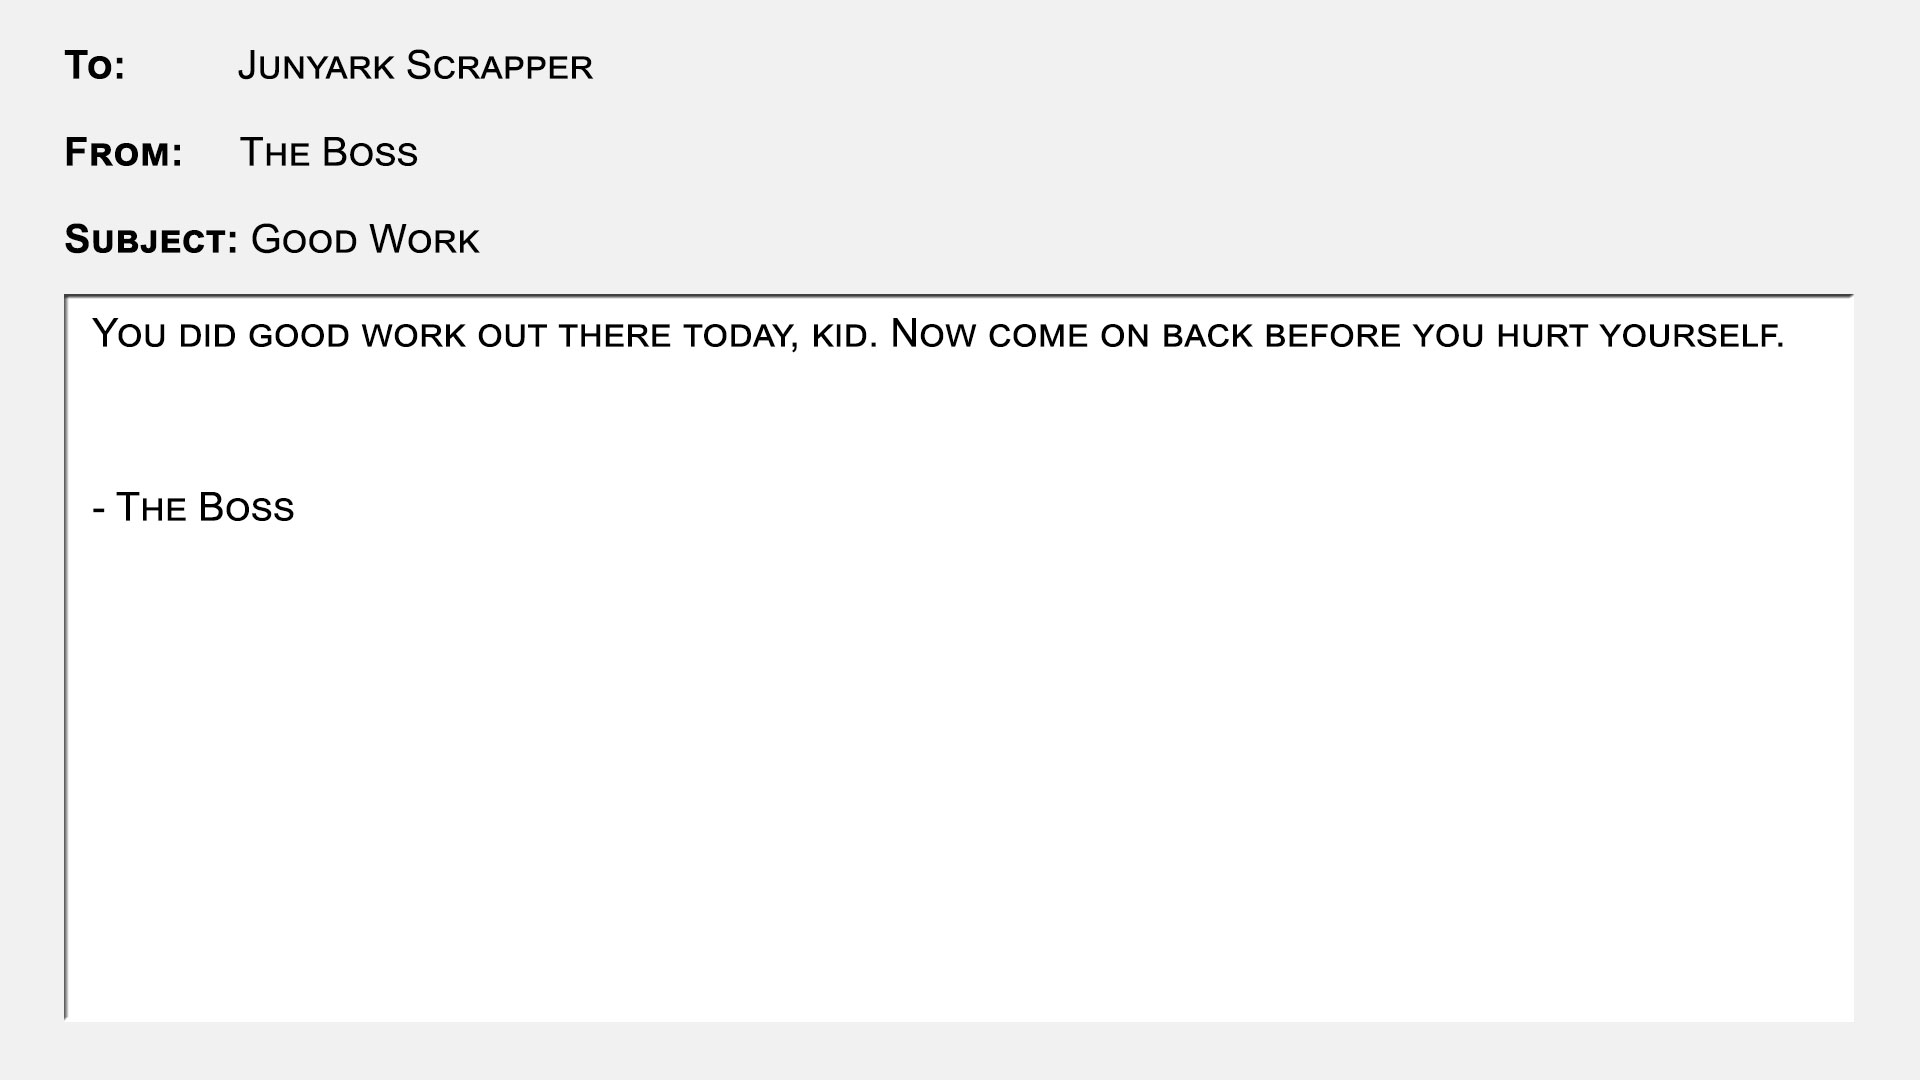 To: Junyark Scrapper
From: The Boss
Subject: Good Work
You did good work out there today, kid. Now come on back before you hurt yourself.
- The Boss